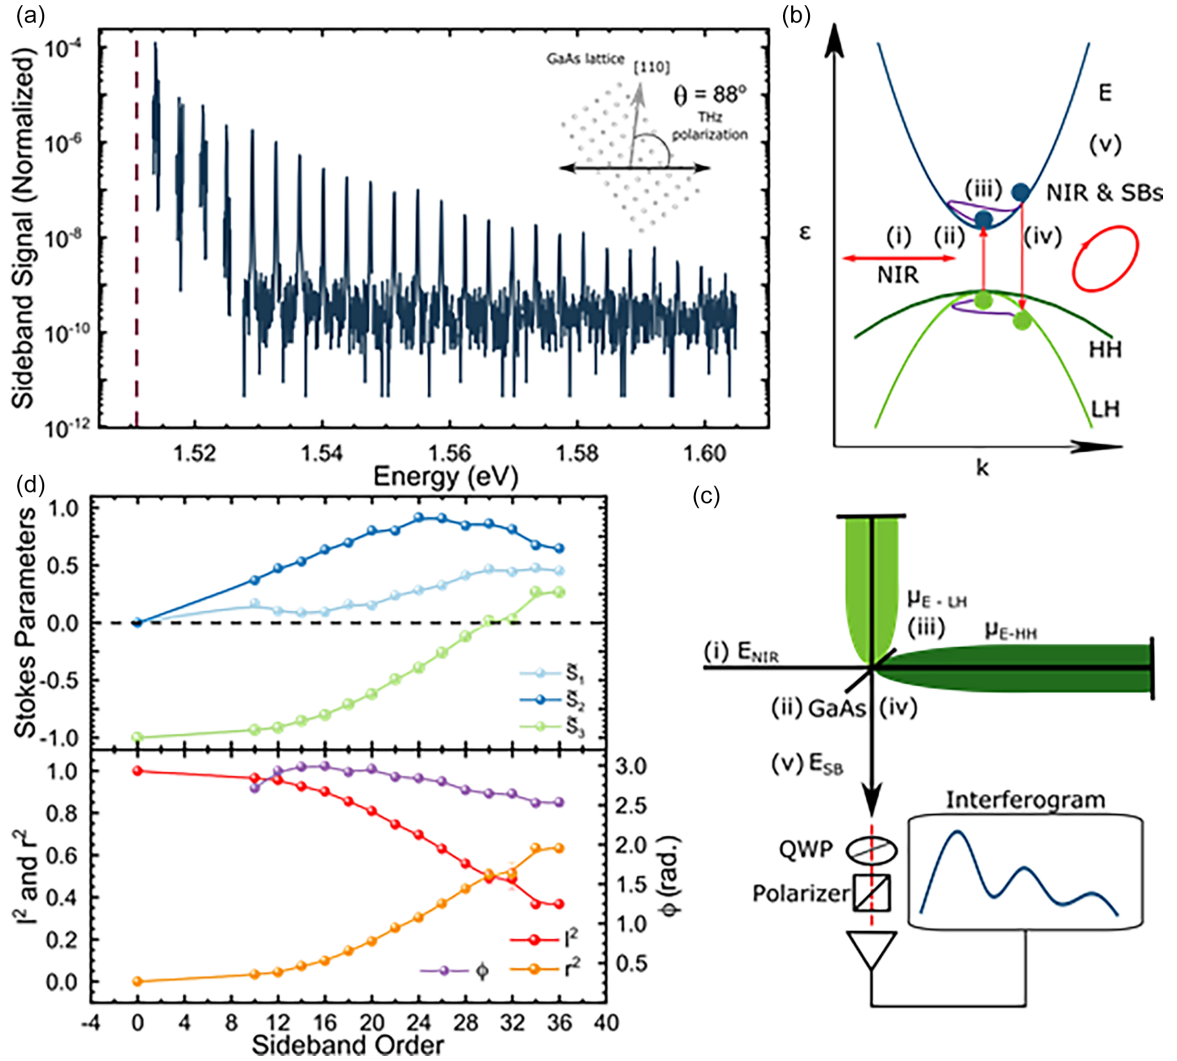 (a)
Sideband Signal (Normalized)
10-4
10-6
10-8
10-10
10-12
1.52
1.54
1.56
1.58
1.60
Energy (eV)
GaAs lattice
[110]
θ = 88°
THz
polarization
(b)
ε
k
E
(v)
NIR & SBs
(i)
NIR
(ii)
(iii)
(iv)
HH
LH
(d)
Stokes Parameters
1.0
0.5
0.0
-0.5
-1.0
S̃1
S̃2
S̃3
l2 and r2
1.0
0.8
0.6
0.4
0.2
0.0
3.0
2.5
2.0
1.5
1.0
0.5
ϕ (rad.)
l2
ϕ
r2
-4 0 4 8 12 16 20 24 28 32 36 40
Sideband Order
(c)
μE - LH
(iii)
μE-HH
(i) ENIR
(ii) GaAs (iv)
(v) ESB
Interferogram
QWP
Polarizer